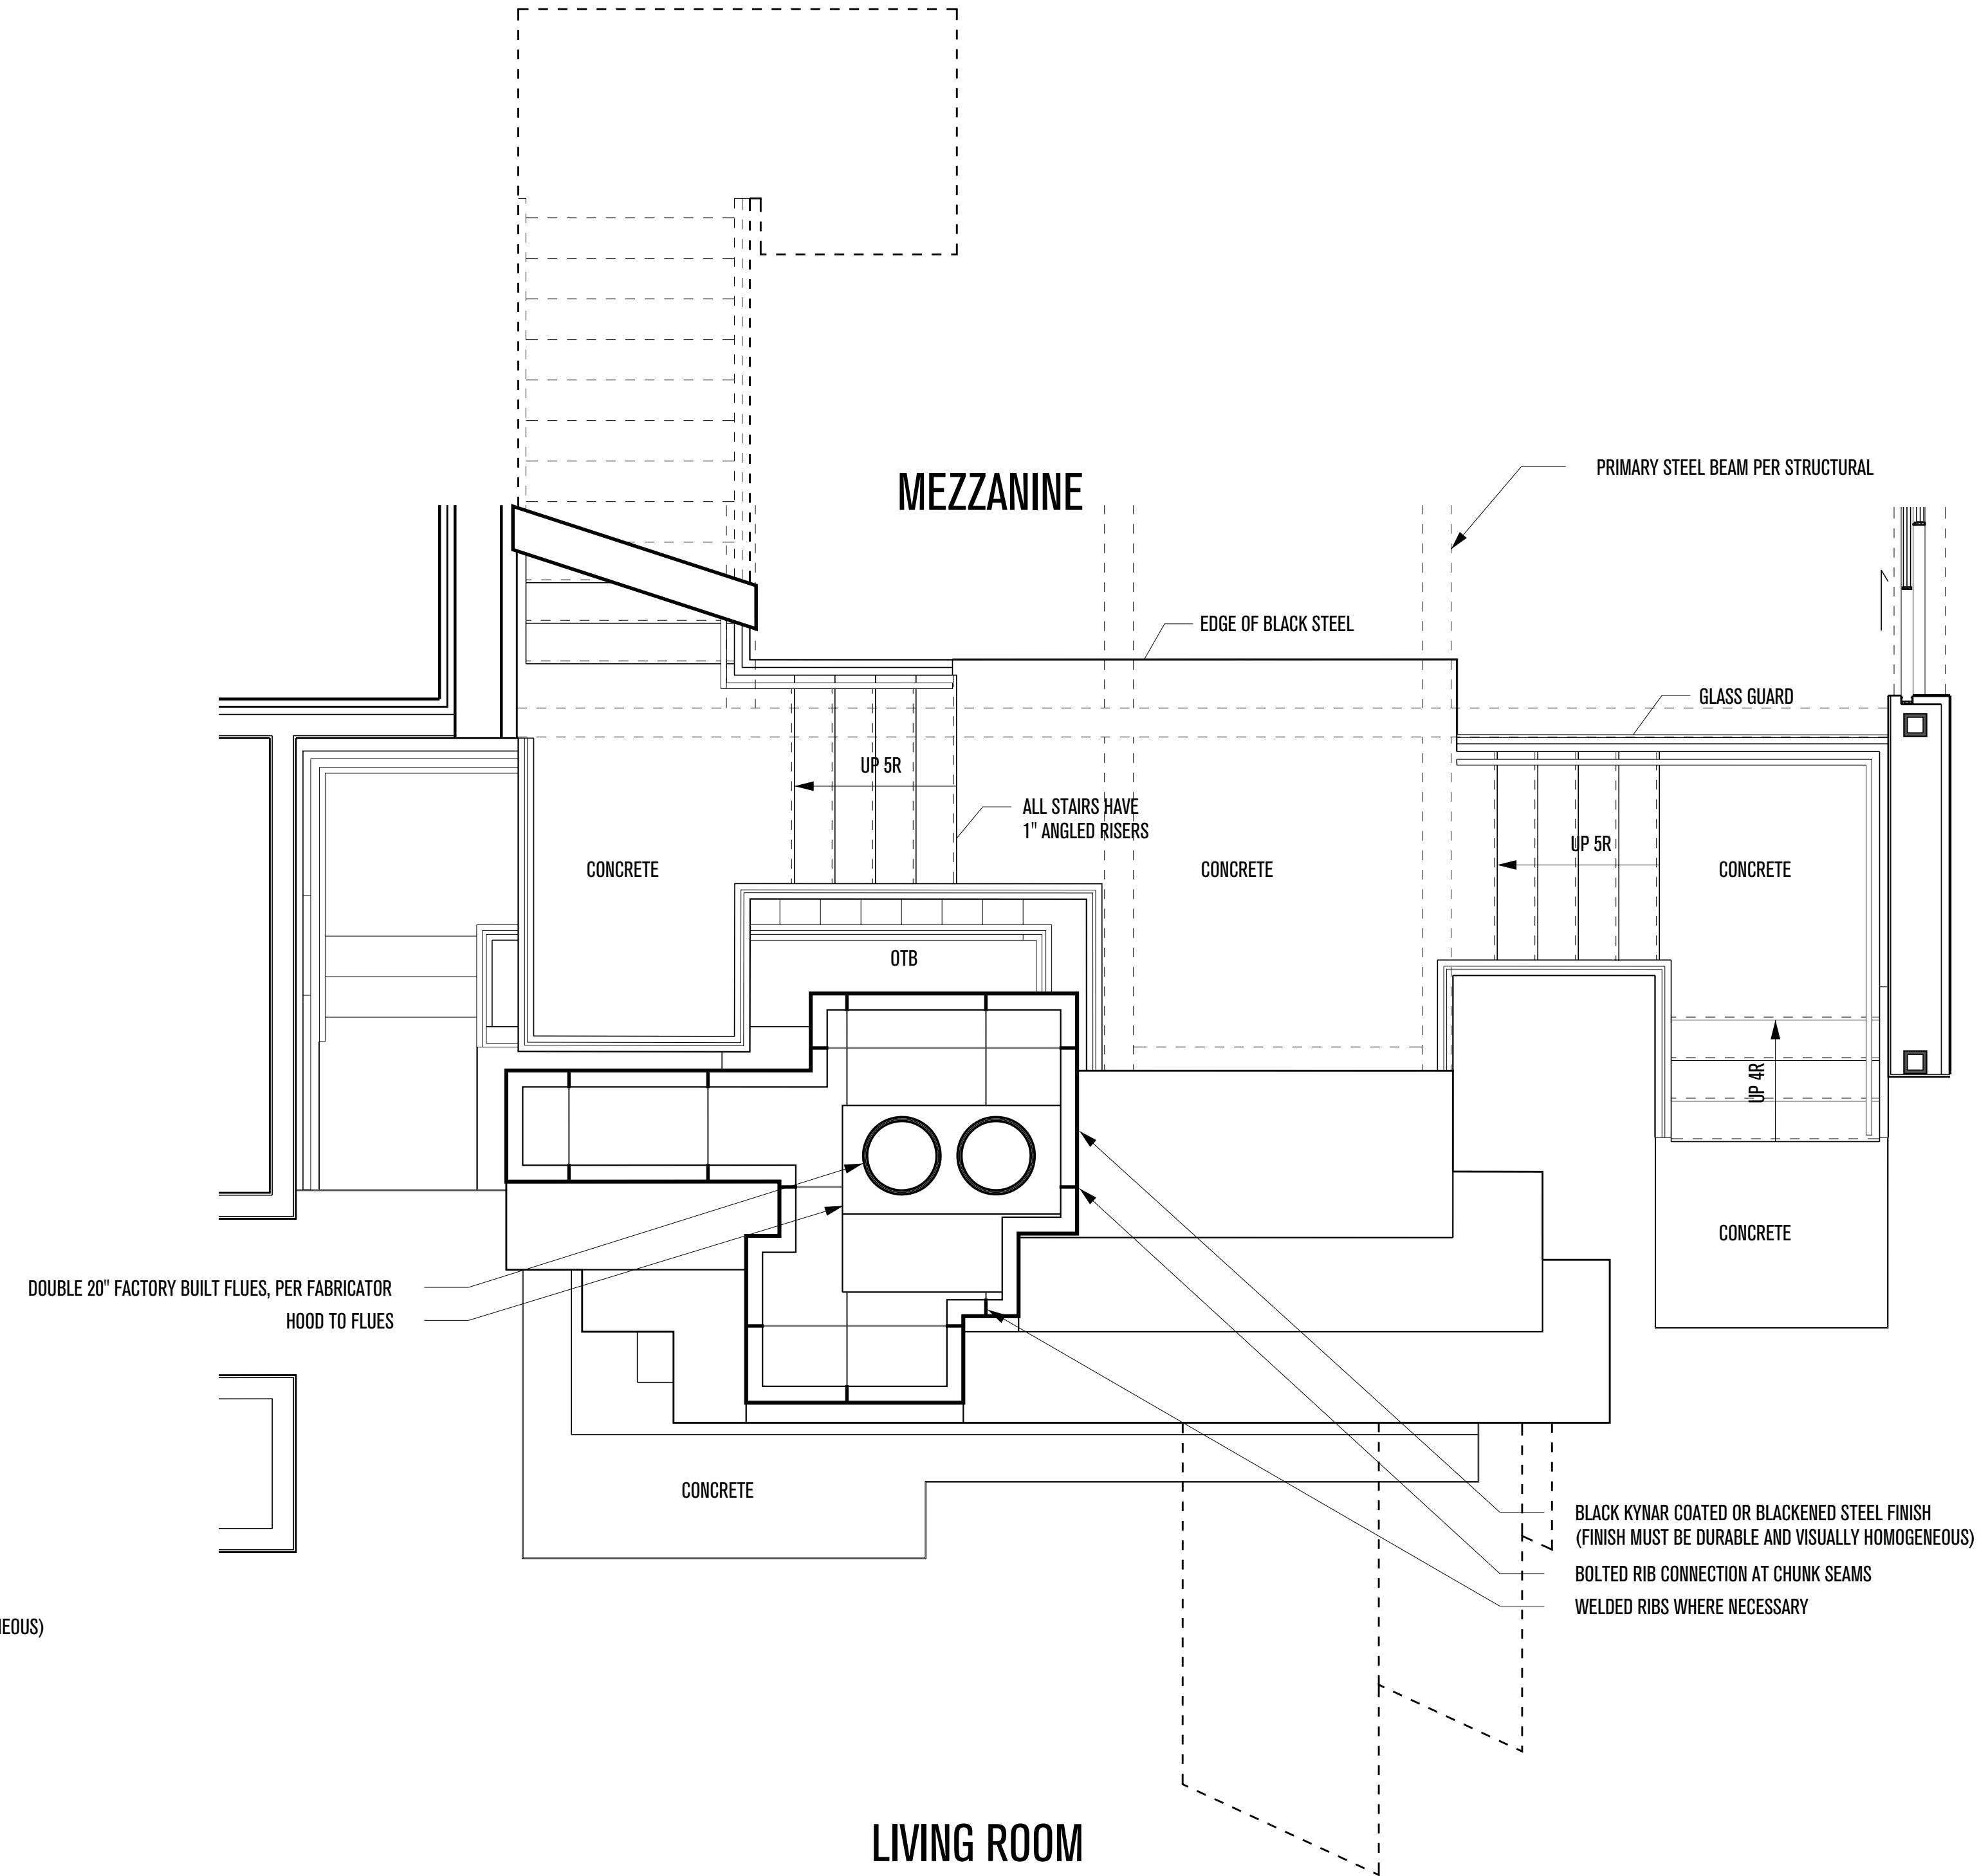 MEZZANINE
PRIMARY STEEL BEAM PER STRUCTURAL
EDGE OF BLACK STEEL
GLASS GUARD
UP 5R
ALL STAIRS HAVE
1" ANGLED RISERS
UP 5R
CONCRETE
CONCRETE
CONCRETE
OTB
UP 4R
CONCRETE
DOUBLE 20" FACTORY BUILT FLUES, PER FABRICATOR
HOOD TO FLUES
CONCRETE
BLACK KYNAR COATED OR BLACKENED STEEL FINISH
(FINISH MUST BE DURABLE AND VISUALLY HOMOGENEOUS)
BOLTED RIB CONNECTION AT CHUNK SEAMS
WELDED RIBS WHERE NECESSARY
EOUS)
LIVING ROOM